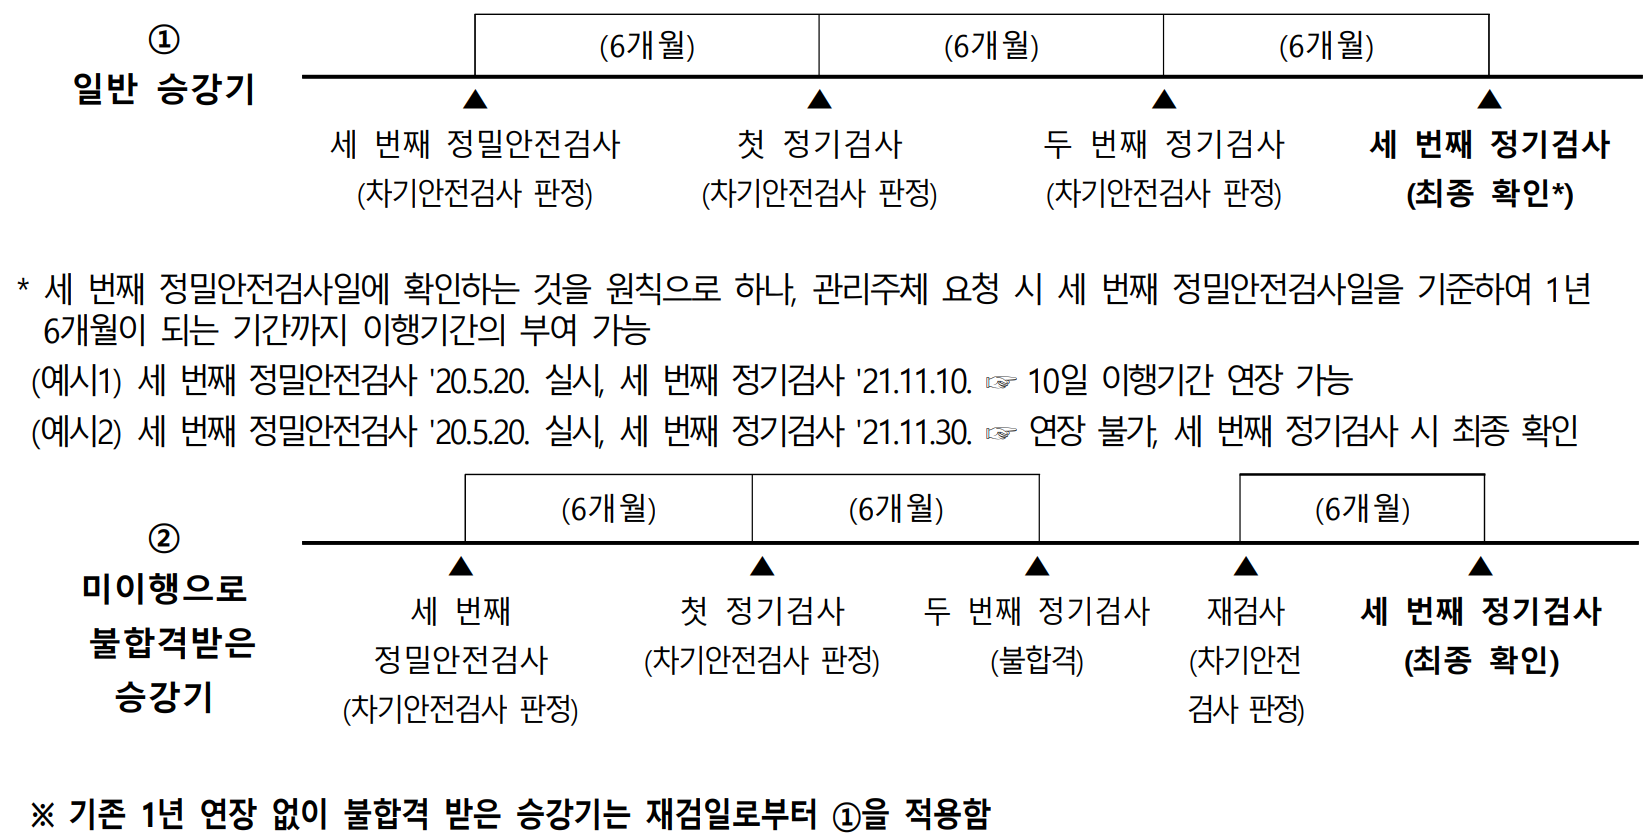 ①
일반 승강기
(6개월) (6개월) (6개월)
▲ ▲ ▲ ▲
세 번째 정밀안전검사 첫 정기검사 두 번째 정기검사 세 번째 정기검사
(차기안전검사 판정) (차기안전검사 판정) (차기안전검사 판정) (최종 확인*)
* 세 번째 정밀안전검사일에 확인하는 것을 원칙으로 하나, 관리주체 요청 시 세 번째 정밀안전검사일을 기준하여 1년
6개월이 되는 기간까지 이행기간의 부여 가능
(예시1) 세 번째 정밀안전검사 '20.5.20. 실시, 세 번째 정기검사 '21.11.10. ☞ 10일 이행기간 연장 가능
(예시2) 세 번째 정밀안전검사 '20.5.20. 실시, 세 번째 정기검사 '21.11.30. ☞ 연장 불가, 세 번째 정기검사 시 최종 확인
②
미이행으로
불합격받은
승강기
(6개월) (6개월) (6개월)
▲ ▲ ▲ ▲ ▲
세 번째 첫 정기검사 두 번째 정기검사 재검사 세 번째 정기검사
정밀안전검사 (차기안전검사 판정) (불합격) (차기안전 (최종 확인)
(차기안전검사 판정) 검사 판정)
※ 기존 1년 연장 없이 불합격 받은 승강기는 재검일로부터 ①을 적용함